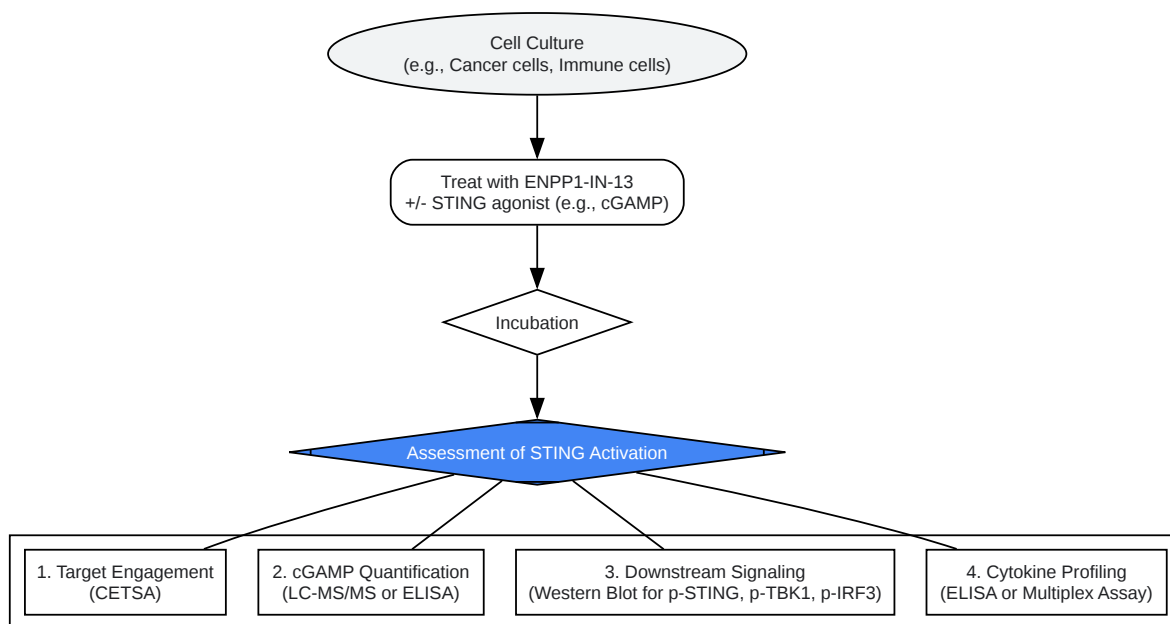 Cell Culture
(e.g., Cancer cells, Immune cells)
Treat with ENPP1-IN-13
+/- STING agonist (e.g., cGAMP)
Incubation
Assessment of STING Activation
1. Target Engagement
(CETSA)
2. cGAMP Quantification
(LC-MS/MS or ELISA)
3. Downstream Signaling
(Western Blot for p-STING, p-TBK1, p-IRF3)
4. Cytokine Profiling
(ELISA or Multiplex Assay)